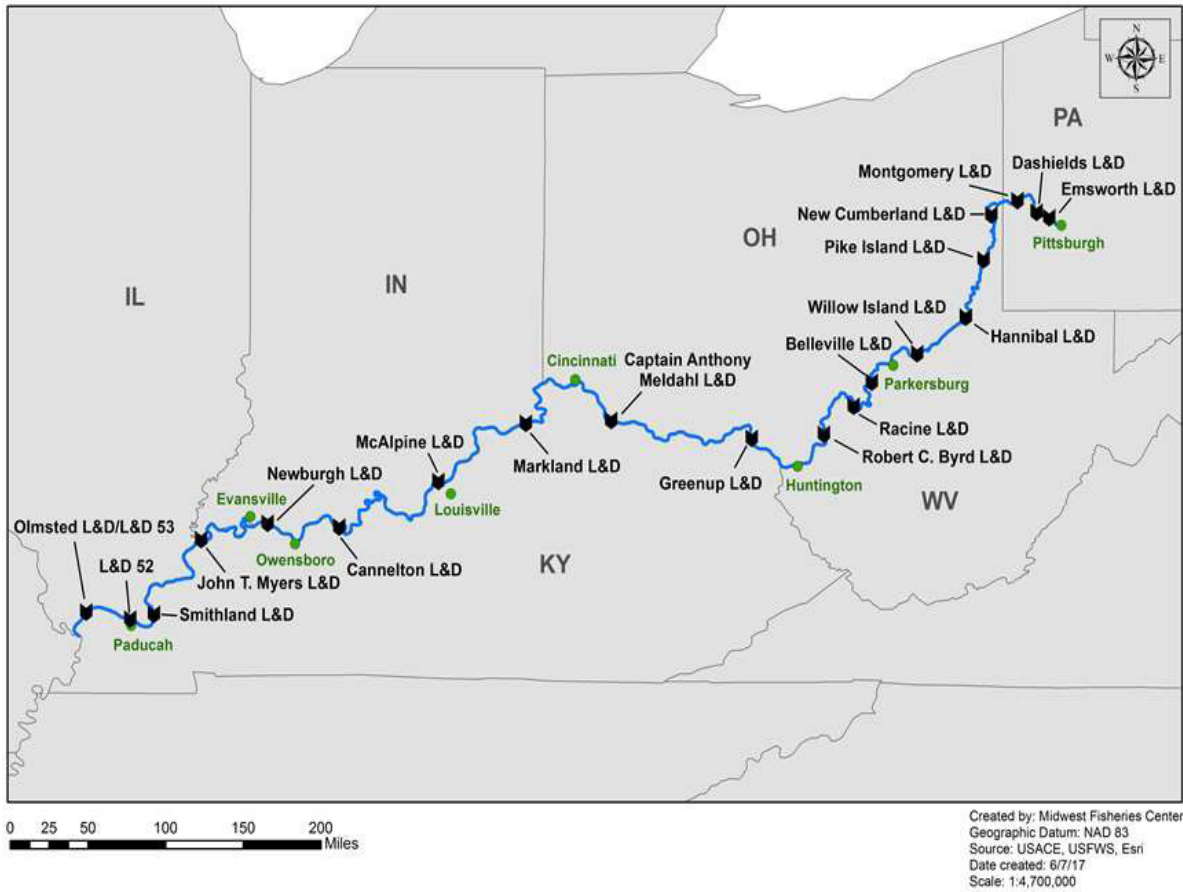 N
W E
S
PA
Montgomery L&D
Dashields L&D
Emsworth L&D
New Cumberland L&D
Pittsburgh
OH
Pike Island L&D
IN
IL
Willow Island L&D
Hannibal L&D
Belleville L&D
Cincinnati
Captain Anthony
Meldahl L&D
Parkersburg
Racine L&D
McAlpine L&D
Robert C. Byrd L&D
Markland L&D
Newburgh L&D
Greenup L&D
Huntington
Evansville
Louisville
WV
Olmsted L&D/L&D 53
Owensboro
L&D 52
Cannelton L&D
KY
John T. Myers L&D
Smithland L&D
Paducah
0 25 50 100 150 200
Miles
Created by: Midwest Fisheries Center
Geographic Datum: NAD 83
Source: USACE, USFWS, Esri
Date created: 6/7/17
Scale: 1:4,700,000